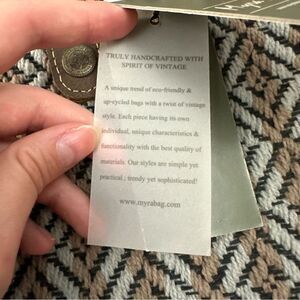 TRULY HANDCRAFTED WITH
SPIRIT OF VINTAGE
A unique trend of eco-friendly &
up-cycled bags with a twist of vintage
style. Each piece having its own
individual, unique characteristics &
functionality with the best quality of
materials. Our styles are simple yet
practical.; trendy yet sophisticated!
www.myrabag.com